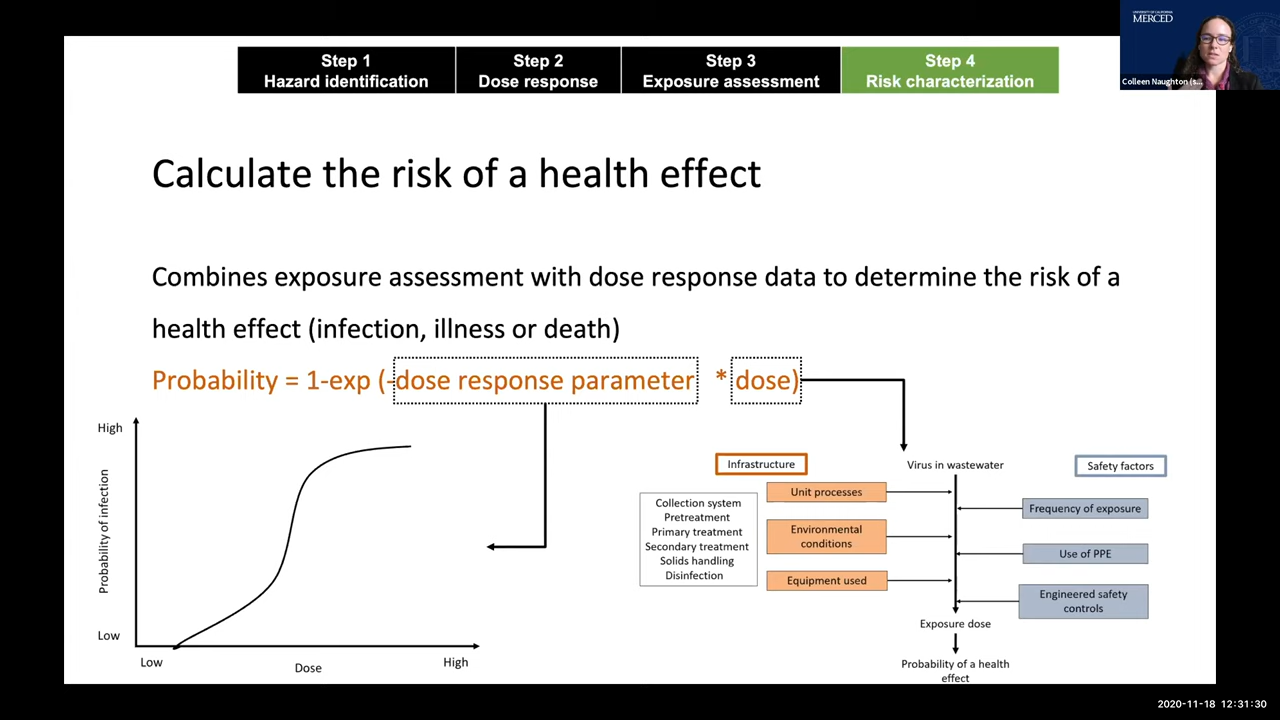 UNIVERSITY OF CALIFORNIA
MERCED
Colleen Naughton (s...
Step 1
Hazard identification
Step 2
Dose response
Step 3
Exposure assessment
Step 4
Risk characterization
Calculate the risk of a health effect
Combines exposure assessment with dose response data to determine the risk of a
health effect (infection, illness or death)
Probability = 1-exp (-dose response parameter * dose)
High
Probability of infection
Low
Low
Dose
High
Infrastructure
Virus in wastewater
Safety factors
Collection system
Pretreatment
Primary treatment
Secondary treatment
Solids handling
Disinfection
Unit processes
Environmental
conditions
Equipment used
Frequency of exposure
Use of PPE
Engineered safety
controls
Exposure dose
Probability of a health
effect
2020-11-18 12:31:30